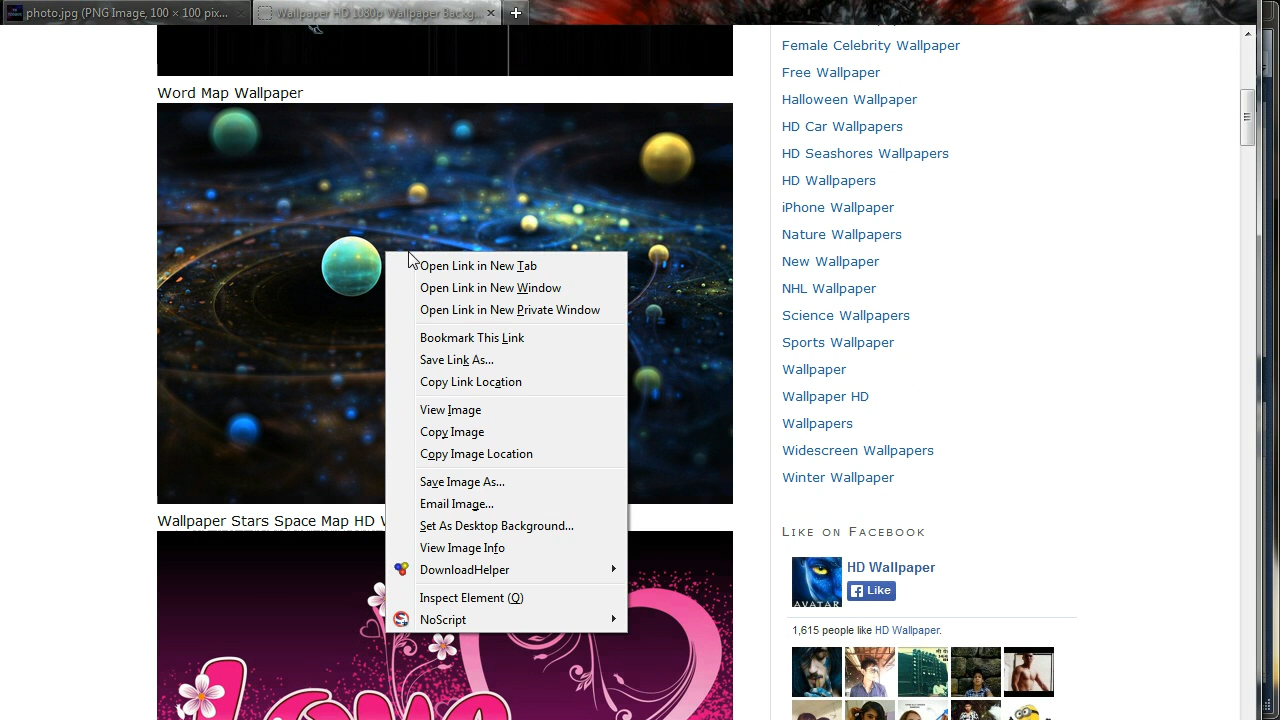 photo.jpg (PNG Image, 100 × 100 pix...
Wallpaper HD 1080p Wallpaper Backg...
Word Map Wallpaper
Open Link in New Tab
Open Link in New Window
Open Link in New Private Window
Bookmark This Link
Save Link As...
Copy Link Location
View Image
Copy Image
Copy Image Location
Save Image As...
Email Image...
Set As Desktop Background...
View Image Info
DownloadHelper
Inspect Element (Q)
NoScript
Wallpaper Stars Space Map HD
Love
Female Celebrity Wallpaper
Free Wallpaper
Halloween Wallpaper
HD Car Wallpapers
HD Seashores Wallpapers
HD Wallpapers
iPhone Wallpaper
Nature Wallpapers
New Wallpaper
NHL Wallpaper
Science Wallpapers
Sports Wallpaper
Wallpaper
Wallpaper HD
Wallpapers
Widescreen Wallpapers
Winter Wallpaper
Like on Facebook
HD Wallpaper
Like
AVATAR
1,615 people like HD Wallpaper.